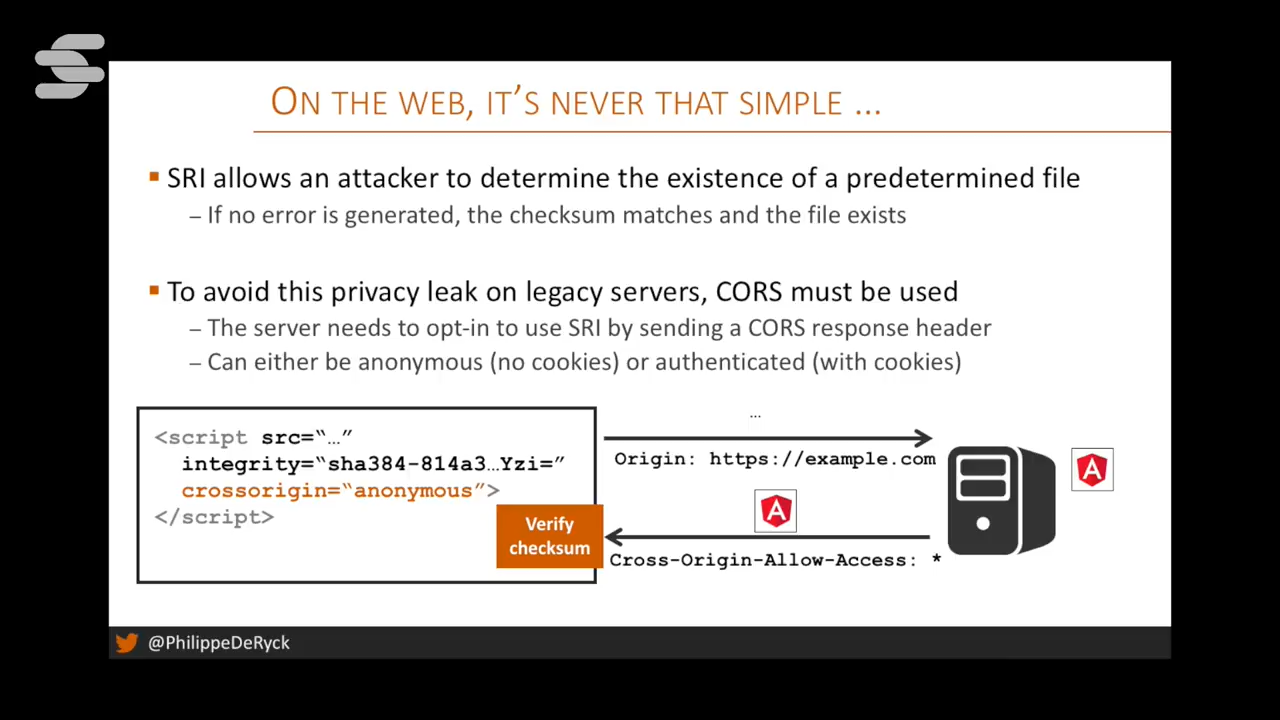 ON THE WEB, IT'S NEVER THAT SIMPLE ...
▪ SRI allows an attacker to determine the existence of a predetermined file
– If no error is generated, the checksum matches and the file exists
▪ To avoid this privacy leak on legacy servers, CORS must be used
– The server needs to opt-in to use SRI by sending a CORS response header
– Can either be anonymous (no cookies) or authenticated (with cookies)
<script src=“…”
integrity=“sha384-814a3…Yzi=”
crossorigin=“anonymous”>
</script>
Verify
checksum
…
Origin: https://example.com
A
A
Cross-Origin-Allow-Access: *
@PhilippeDeRyck